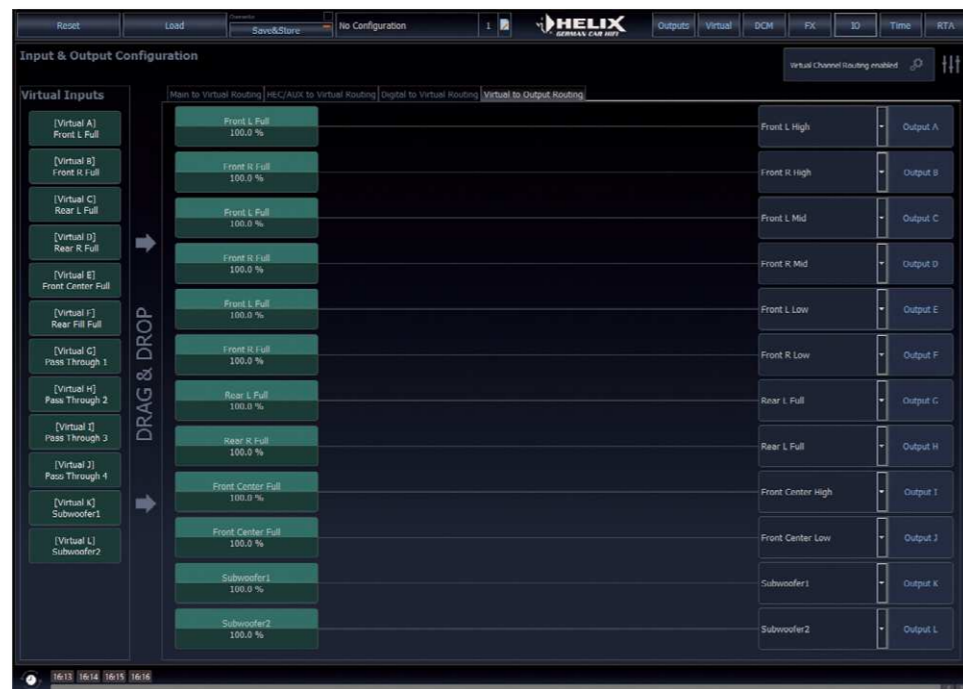 Reset
Load
Save&Store
No Configuration
1
HELIX
GERMAN CAR HIFI
Outputs
Virtual
DCM
FX
IO
Time
RTA
Input & Output Configuration
Virtual Channel Routing enabled
Virtual Inputs
Main to Virtual Routing
HEC/AUX to Virtual Routing
Digital to Virtual Routing
Virtual to Output Routing
[Virtual A]
Front L Full
[Virtual B]
Front R Full
[Virtual C]
Rear L Full
[Virtual D]
Rear R Full
[Virtual E]
Front Center Full
[Virtual F]
Rear Fill Full
[Virtual G]
Pass Through 1
[Virtual H]
Pass Through 2
[Virtual I]
Pass Through 3
[Virtual J]
Pass Through 4
[Virtual K]
Subwoofer1
[Virtual L]
Subwoofer2
DRAG & DROP
Front L Full
100.0 %
Front L High
Output A
Front R Full
100.0 %
Front R High
Output B
Front L Full
100.0 %
Front L Mid
Output C
Front R Full
100.0 %
Front R Mid
Output D
Front L Full
100.0 %
Front L Low
Output E
Front R Full
100.0 %
Front R Low
Output F
Rear L Full
100.0 %
Rear L Full
Output G
Rear R Full
100.0 %
Rear L Full
Output H
Front Center Full
100.0 %
Front Center High
Output I
Front Center Full
100.0 %
Front Center Low
Output J
Subwoofer1
100.0 %
Subwoofer1
Output K
Subwoofer2
100.0 %
Subwoofer2
Output L
16:13
16:14
16:15
16:16